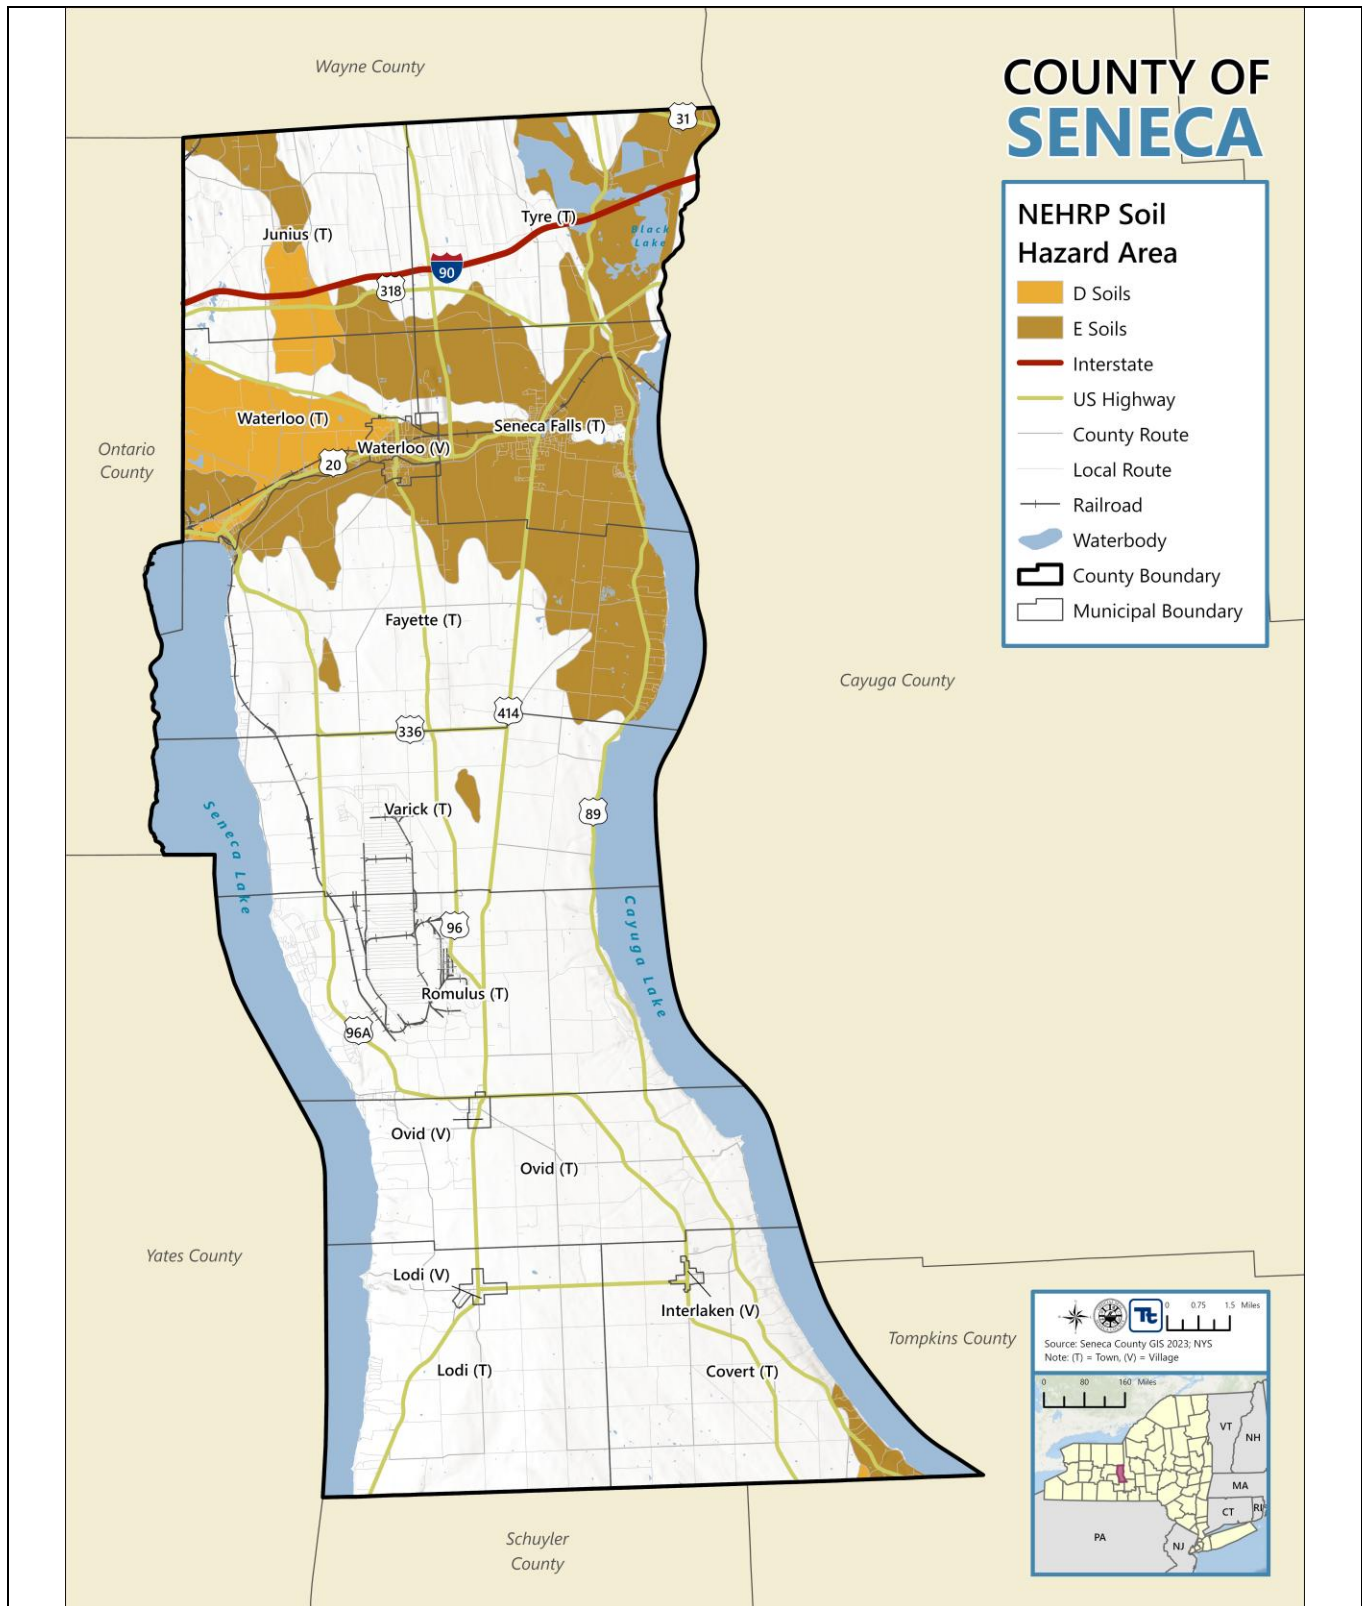 Wayne County
COUNTY OF
SENECA
31
NEHRP Soil
Hazard Area
D Soils
E Soils
Interstate
US Highway
County Route
Local Route
Railroad
Waterbody
County Boundary
Municipal Boundary
Tyre (T)
Black
Lake
Junius (T)
90
318
Waterloo (T)
Seneca Falls (T)
Waterloo (V)
20
Ontario
County
Fayette (T)
Cayuga County
414
336
Varick (T)
89
Seneca Lake
Cayuga Lake
96
Romulus (T)
96A
Ovid (V)
Ovid (T)
Yates County
Lodi (V)
Interlaken (V)
Tompkins County
Lodi (T)
Covert (T)
Schuyler
County
Tt
0 0.75 1.5 Miles
Source: Seneca County GIS 2023; NYS
Note: (T) = Town, (V) = Village
0 80 160 Miles
VT
NH
MA
CT
RI
PA
NJ